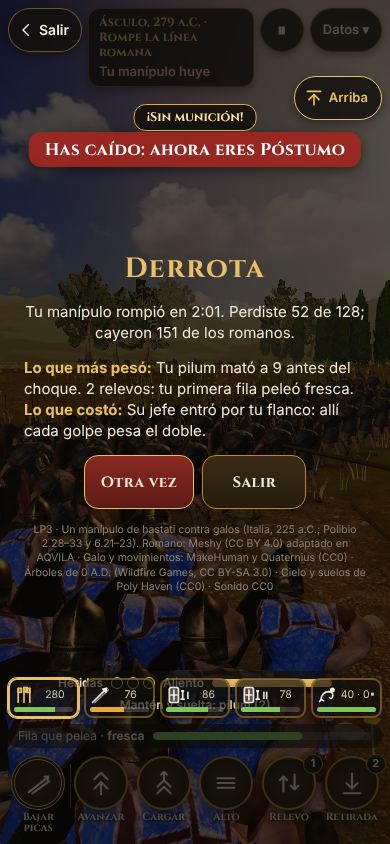 Salir
Ásculo, 279 a.C. ·
Rompe la línea
romana
Tu manípulo huye
Datos ▾
Arriba
¡Sin munición!
Has caído: ahora eres Póstumo
Derrota
Tu manípulo rompió en 2:01. Perdiste 52 de 128;
cayeron 151 de los romanos.
Lo que más pesó: Tu pilum mató a 9 antes del
choque. 2 relevos: tu primera fila peleó fresca.
Lo que costó: Su jefe entró por tu flanco: allí
cada golpe pesa el doble.
Otra vez
Salir
LP3 · Un manípulo de hastati contra galos (Italia, 225 a.C.; Polibio
2.28–33 y 6.21–23). Romano: Meshy (CC BY 4.0) adaptado en
AQVILA · Galo y movimientos: MakeHuman y Quaternius (CC0) ·
Árboles de 0 A.D. (Wildfire Games, CC BY-SA 3.0) · Cielo y suelos de
Poly Haven (CC0) · Sonido CC0
Heridas
Aliento
280
76
I 86
II 78
40 · 0
Mantén y suelta: pilum (2)
Fila que pelea · fresca
1
2
Bajar
picas
Avanzar
Cargar
Alto
Relevo
Retirada